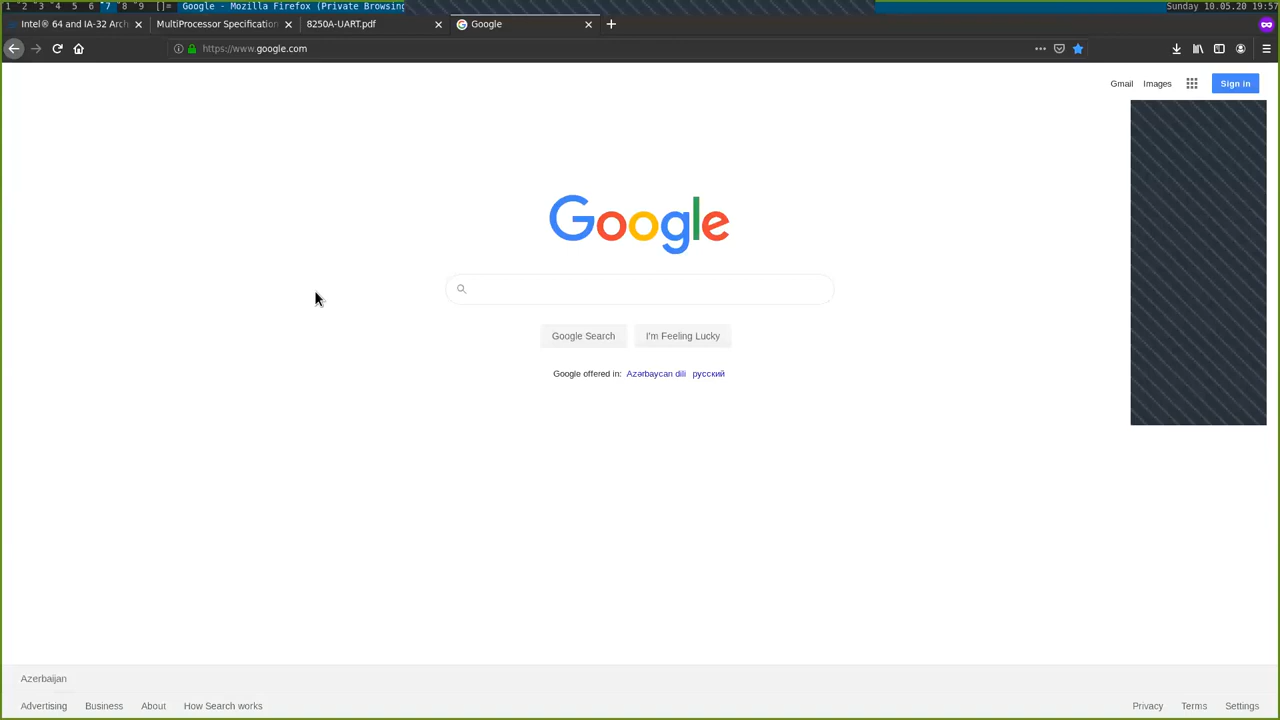 1 2 3 4 5 6 7 8 9 []= Google - Mozilla Firefox (Private Browsing Sunday 10.05.20 19:57
Intel® 64 and IA-32 Arch MultiProcessor Specification 8250A-UART.pdf Google
https://www.google.com
Gmail Images Sign in
Google
Google Search I'm Feeling Lucky
Google offered in: Azərbaycan dili русский
Azerbaijan
Advertising Business About How Search works Privacy Terms Settings